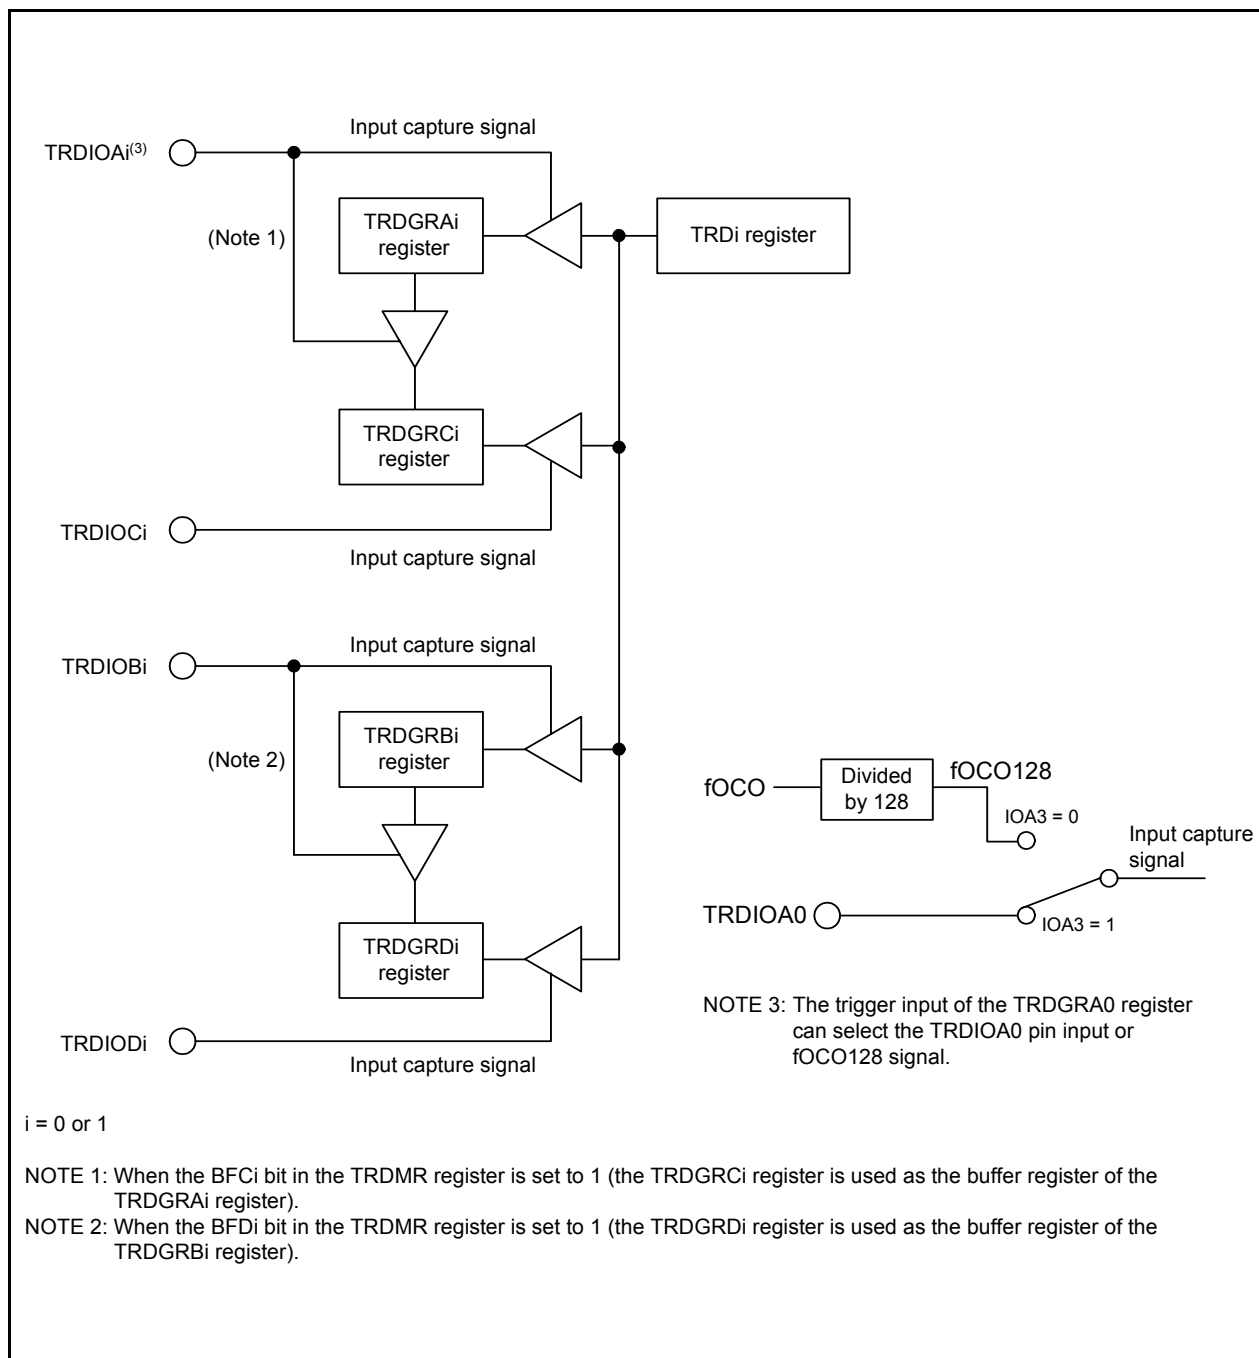 Input capture signal
TRDIOAi(3)
TRDGRAi
register
TRDi register
(Note 1)
TRDGRCi
register
TRDIOCi
Input capture signal
Input capture signal
TRDIOBi
TRDGRBi
register
(Note 2)
TRDGRDi
register
TRDIODi
Input capture signal
fOCO
Divided
by 128
fOCO128
IOA3 = 0
Input capture
signal
TRDIOA0
IOA3 = 1
NOTE 3: The trigger input of the TRDGRA0 register
can select the TRDIOA0 pin input or
fOCO128 signal.
i = 0 or 1
NOTE 1: When the BFCi bit in the TRDMR register is set to 1 (the TRDGRCi register is used as the buffer register of the
TRDGRAi register).
NOTE 2: When the BFDi bit in the TRDMR register is set to 1 (the TRDGRDi register is used as the buffer register of the
TRDGRBi register).